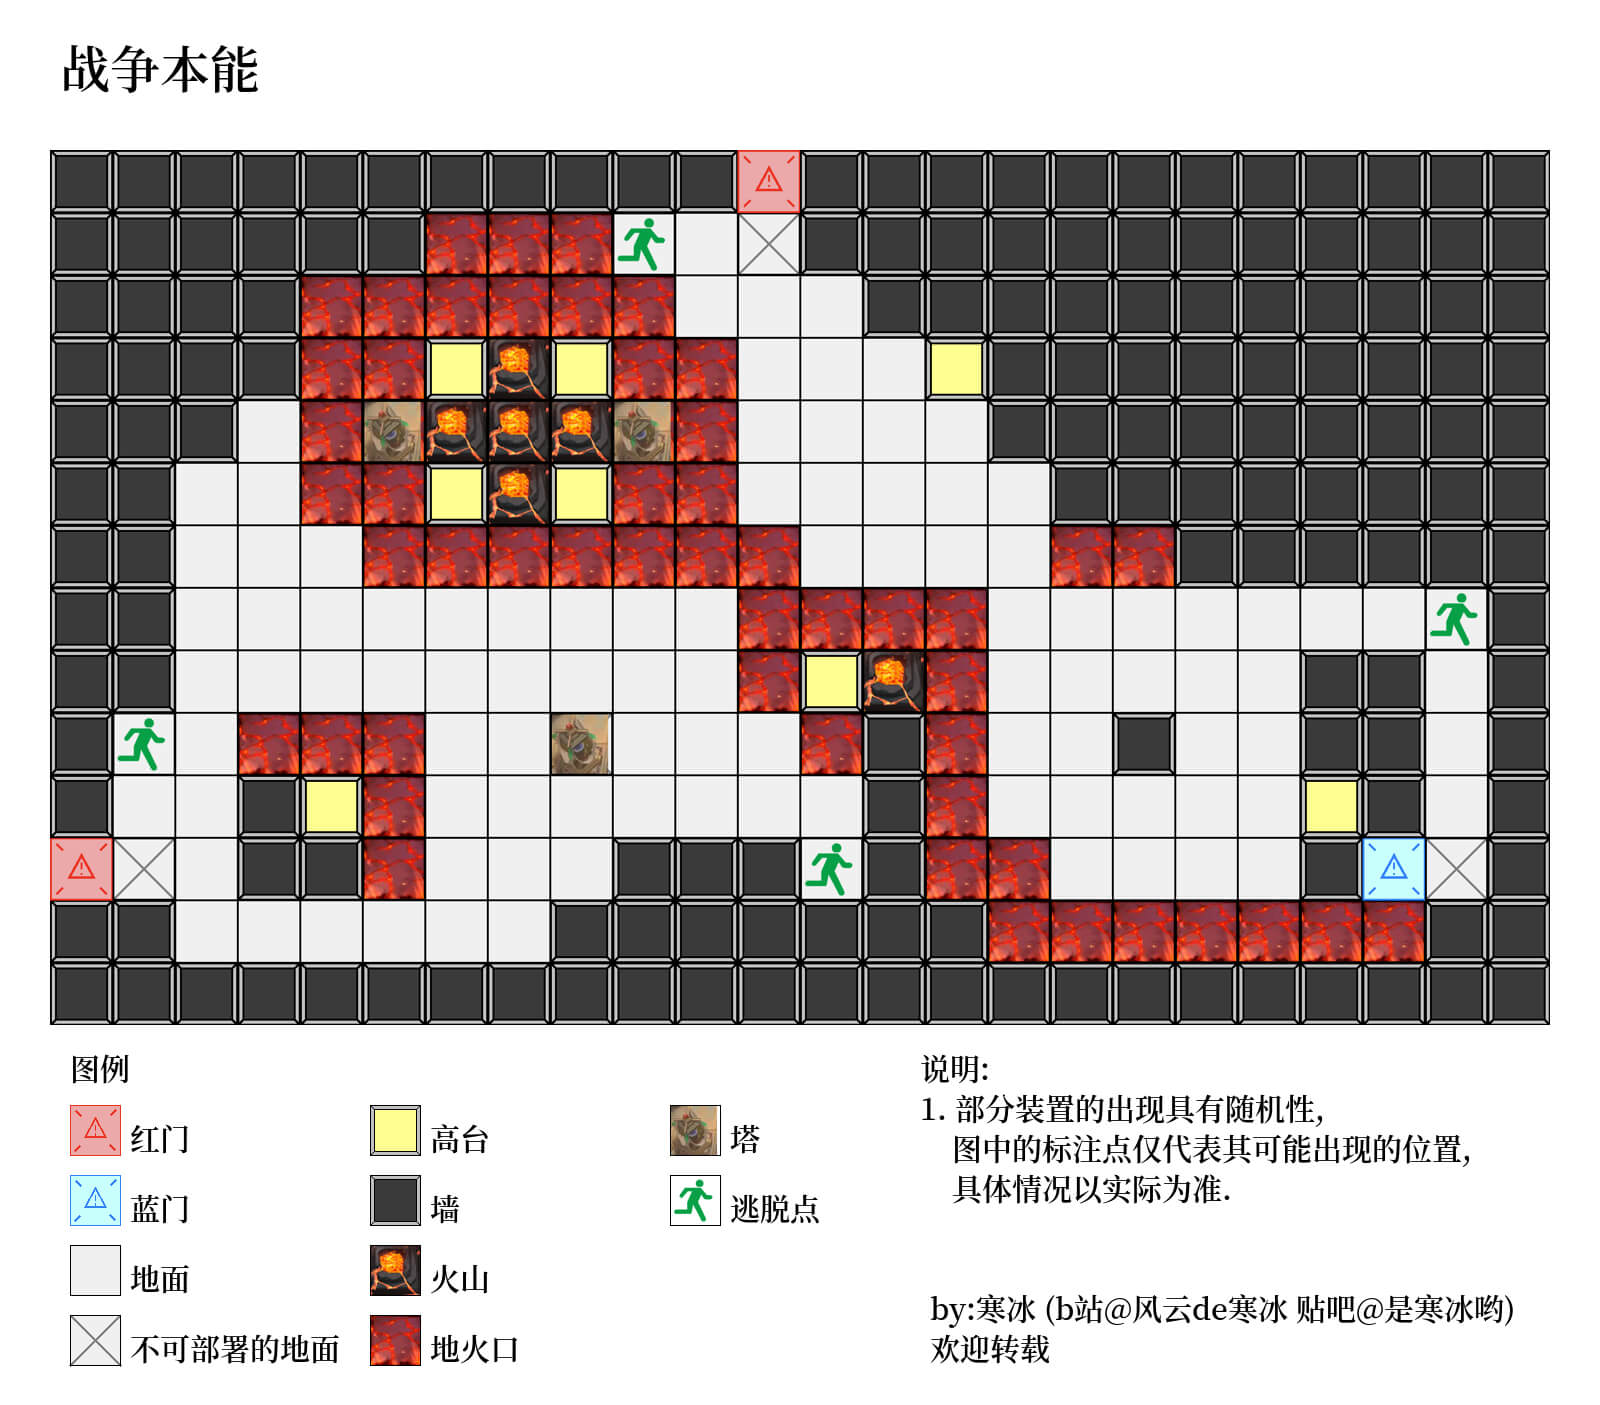 战争本能
图例
红门
高台
塔
蓝门
墙
逃脱点
地面
火山
不可部署的地面
地火口
说明:
1. 部分装置的出现具有随机性,
图中的标注点仅代表其可能出现的位置,
具体情况以实际为准.
by:寒冰 (b站@风云de寒冰 贴吧@是寒冰哟)
欢迎转载